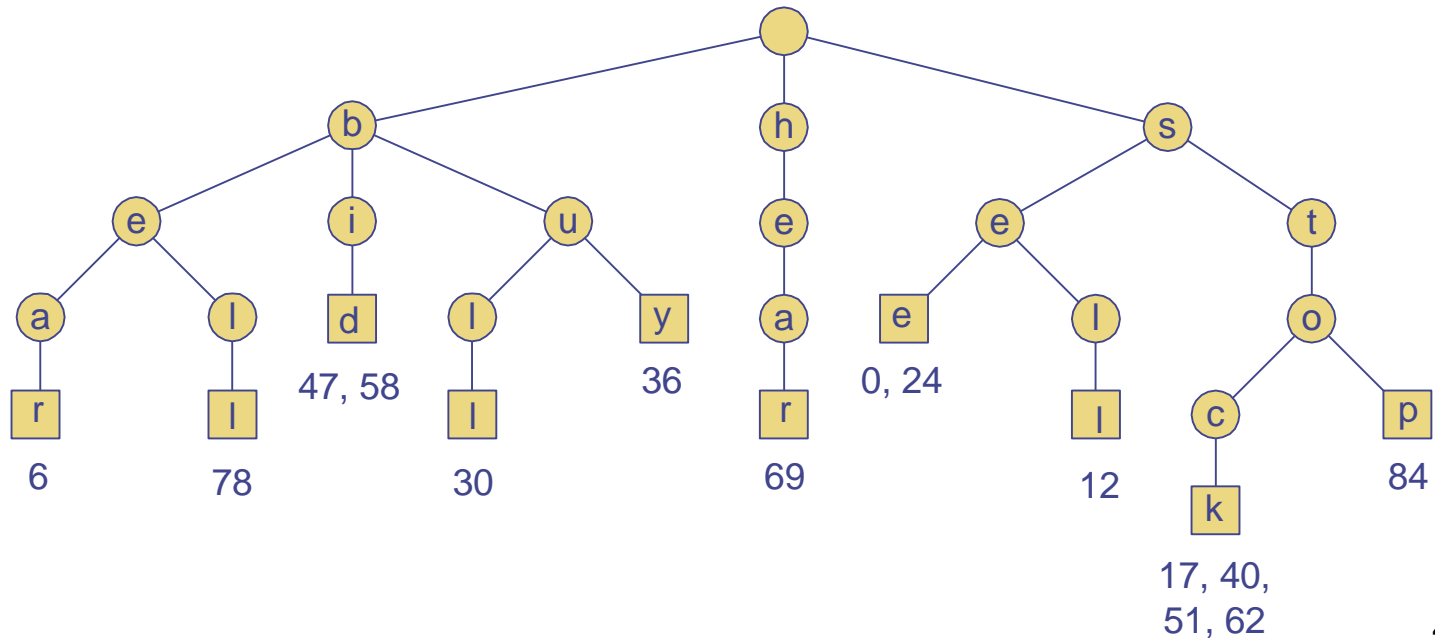 b h s
e i u e e t
a l d l y a e l o
47, 58 36 0, 24
r l l r l c p
6 78 30 69 12 84
k
17, 40,
51, 62